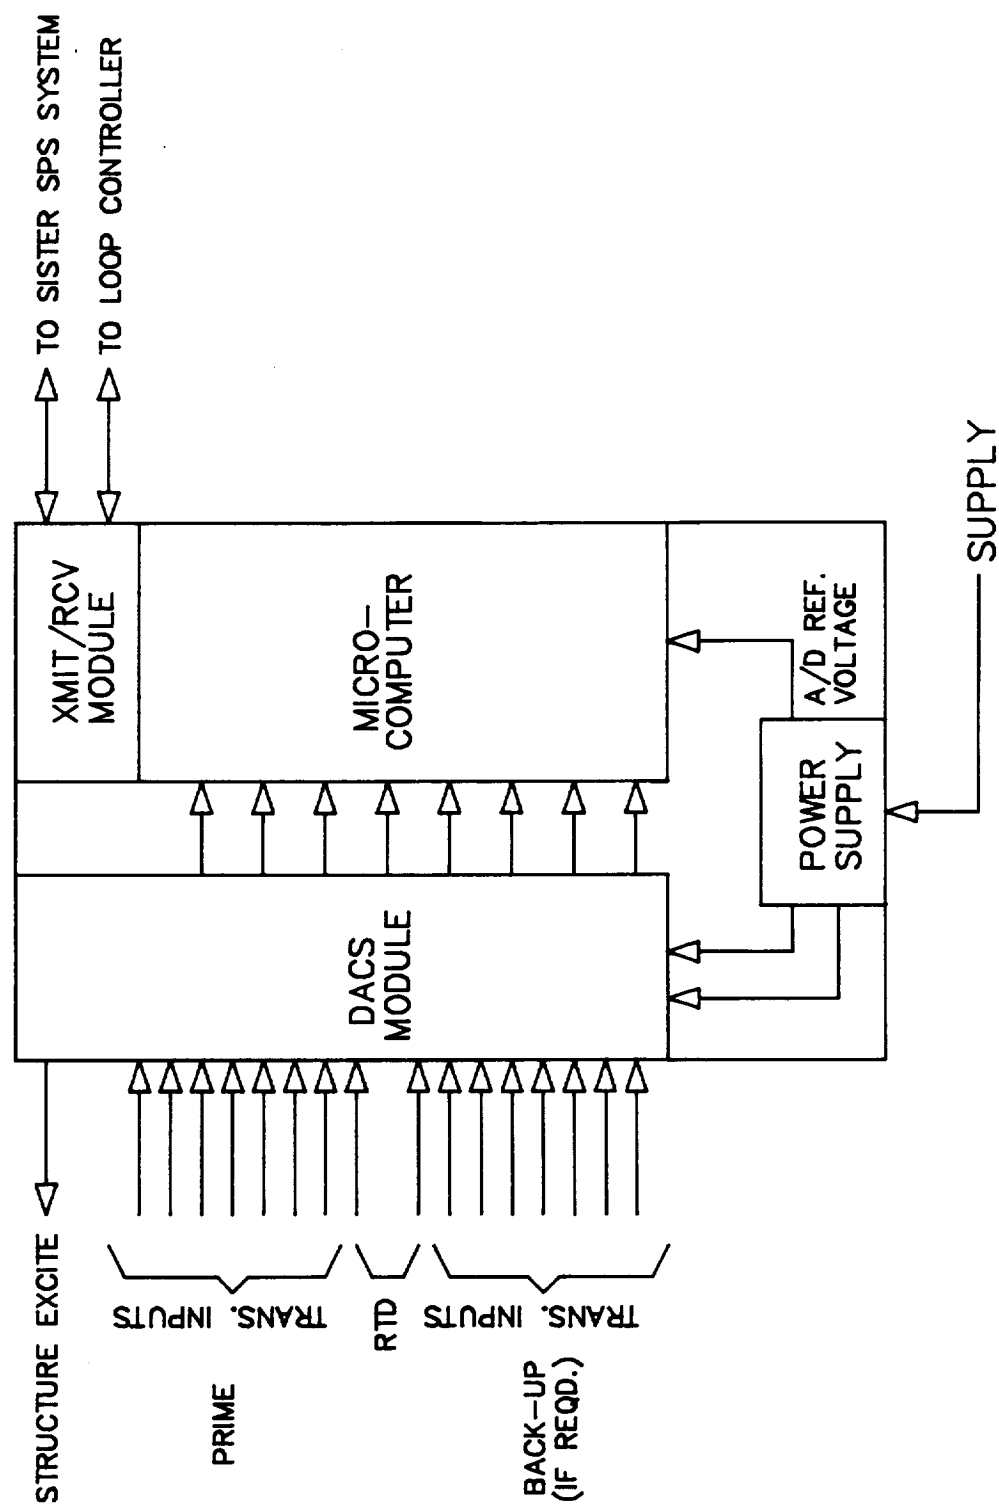 STRUCTURE EXCITE
PRIME
TRANS. INPUTS
RTD
BACK-UP
(IF REQD.)
TRANS. INPUTS
DACS
MODULE
XMIT/RCV
MODULE
MICRO-
COMPUTER
POWER
SUPPLY
A/D REF.
VOLTAGE
TO SISTER SPS SYSTEM
TO LOOP CONTROLLER
SUPPLY